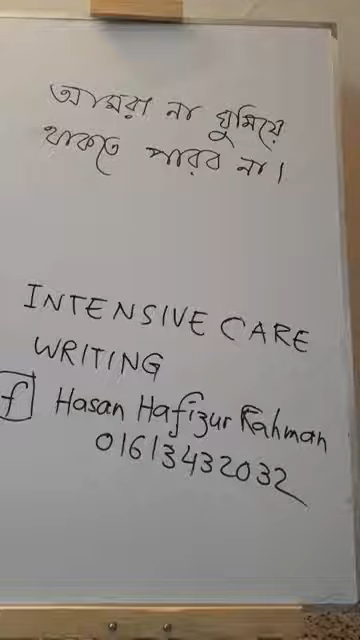 আমরা না ঘুমিয়ে
থাকতে পারব না।
INTENSIVE CARE
WRITING
f Hasan Hafizur Rahman
01613432032